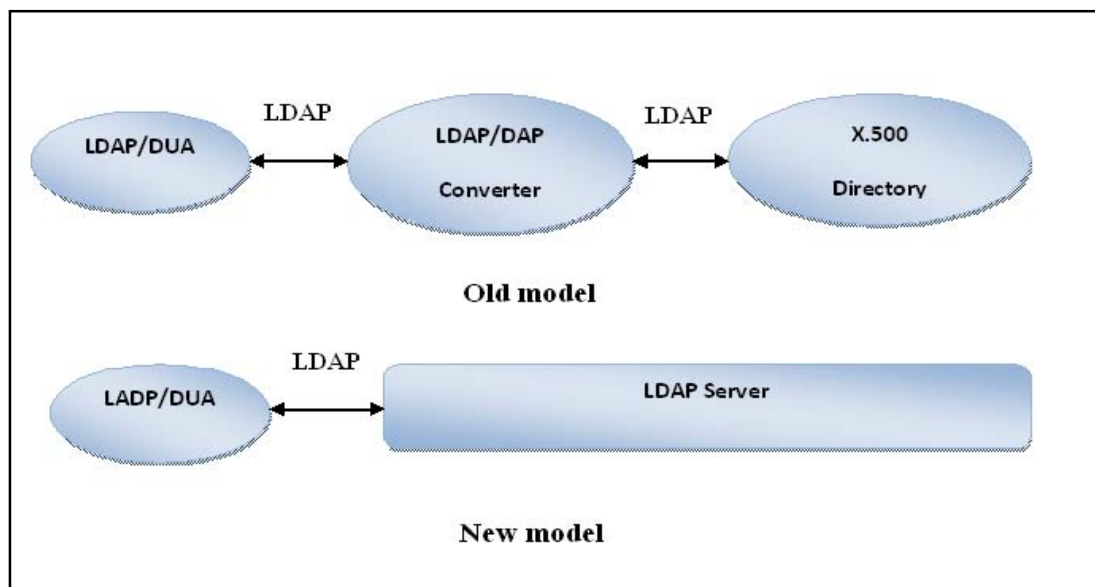 LDAP
LDAP
LDAP/DUA
LDAP/DAP
Converter
X.500
Directory
Old model
LDAP
LADP/DUA
LDAP Server
New model